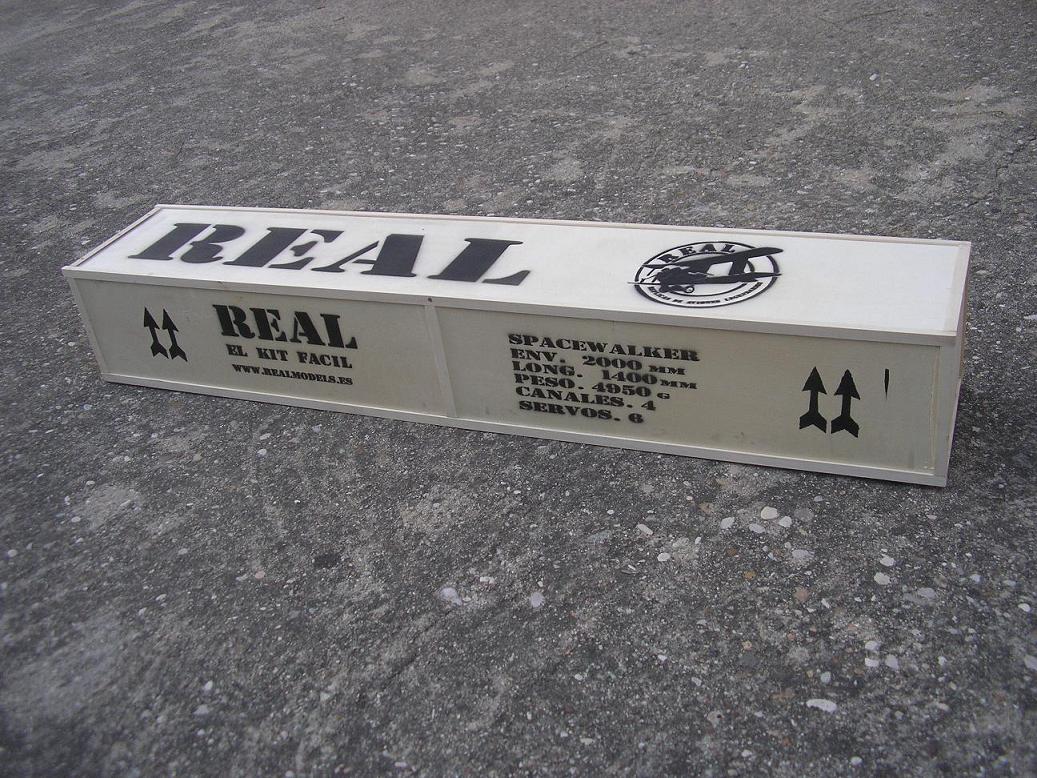 REAL
REAL
REAL
EL KIT FACIL
WWW.REALMODELS.ES
SPACEWALKER
ENV. 2000 MM
LONG. 1400 MM
PESO. 4950 G
CANALES. 4
SERVOS. 6